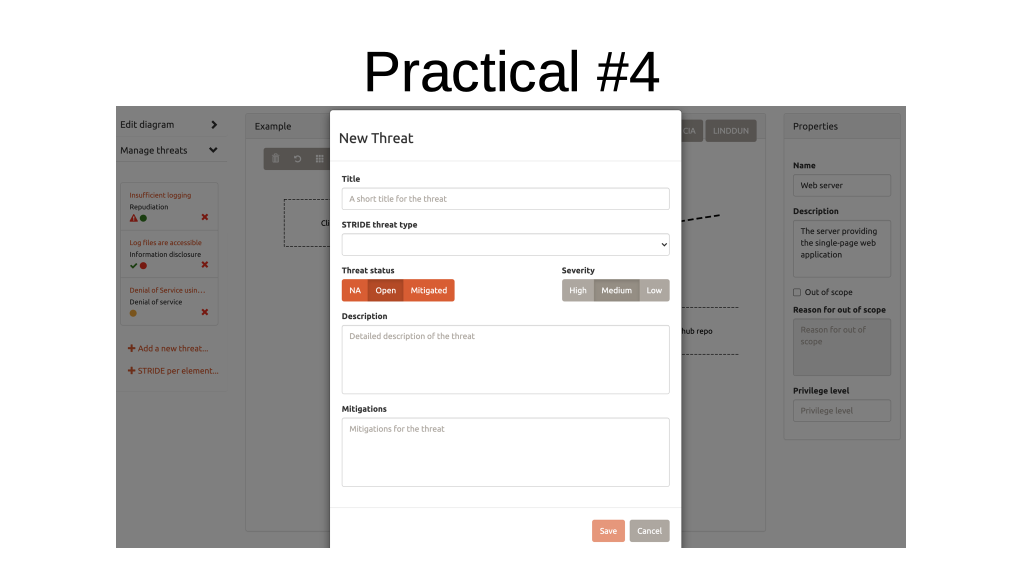 Practical #4
Edit diagram
Manage threats
Insufficient logging
Repudiation
Log files are accessible
Information disclosure
Denial of Service usin...
Denial of service
Add a new threat...
STRIDE per element...
Example
CIA
LINDDUN
hub repo
New Threat
Title
A short title for the threat
STRIDE threat type
Threat status
Severity
NA Open Mitigated
High Medium Low
Description
Detailed description of the threat
Mitigations
Mitigations for the threat
Save Cancel
Properties
Name
Web server
Description
The server providing
the single-page web
application
Out of scope
Reason for out of scope
Reason for out of
scope
Privilege level
Privilege level